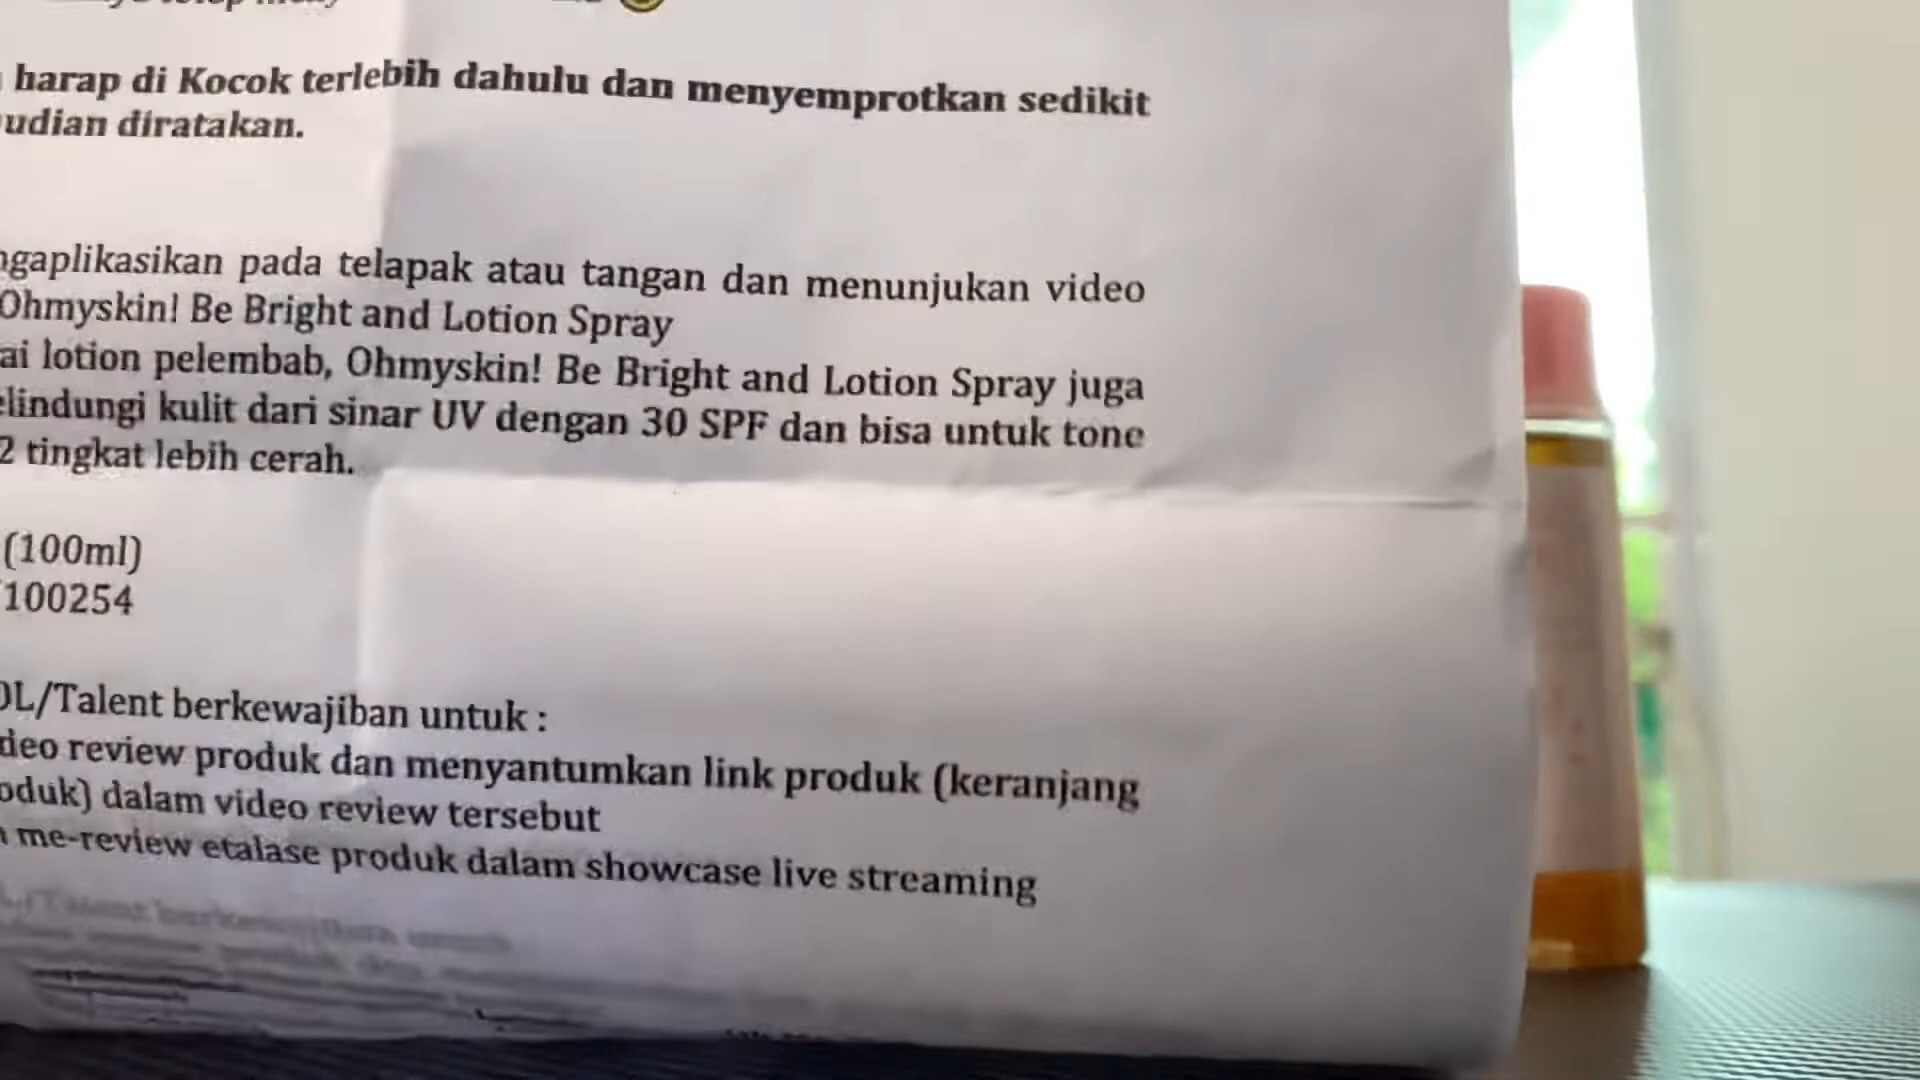 harap di Kocok terlebih dahulu dan menyemprotkan sedikit
udian diratakan.
ngaplikasikan pada telapak atau tangan dan menunjukan video
Ohmyskin! Be Bright and Lotion Spray
ai lotion pelembab, Ohmyskin! Be Bright and Lotion Spray juga
elindungi kulit dari sinar UV dengan 30 SPF dan bisa untuk tone
2 tingkat lebih cerah.
(100ml)
100254
OL/Talent berkewajiban untuk :
deo review produk dan menyantumkan link produk (keranjang
oduk) dalam video review tersebut
me-review etalase produk dalam showcase live streaming